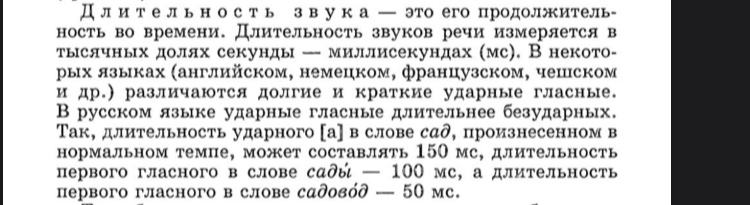 Длительность звука — это его продолжитель-
ность во времени. Длительность звуков речи измеряется в
тысячных долях секунды — миллисекундах (мс). В некото-
рых языках (английском, немецком, французском, чешском
и др.) различаются долгие и краткие ударные гласные.
В русском языке ударные гласные длительнее безударных.
Так, длительность ударного [а] в слове сад, произнесенном в
нормальном темпе, может составлять 150 мс, длительность
первого гласного в слове сады́ — 100 мс, а длительность
первого гласного в слове садово́д — 50 мс.